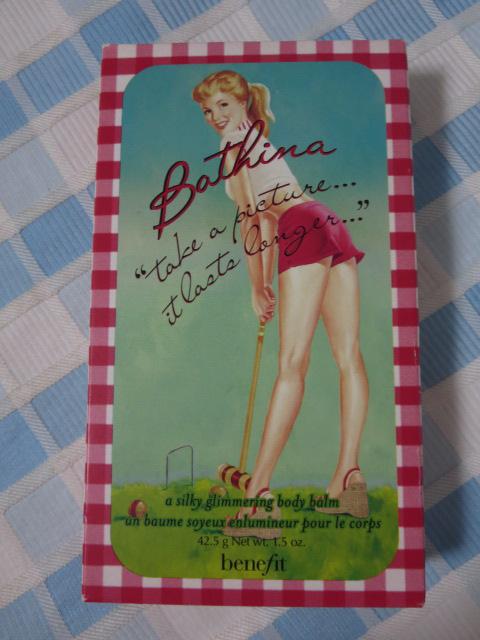 Bathina
"take a picture...
it lasts longer..."
a silky glimmering body balm
un baume soyeux enlumineur pour le corps
42.5 g Net wt. 1.5 oz.
benefit